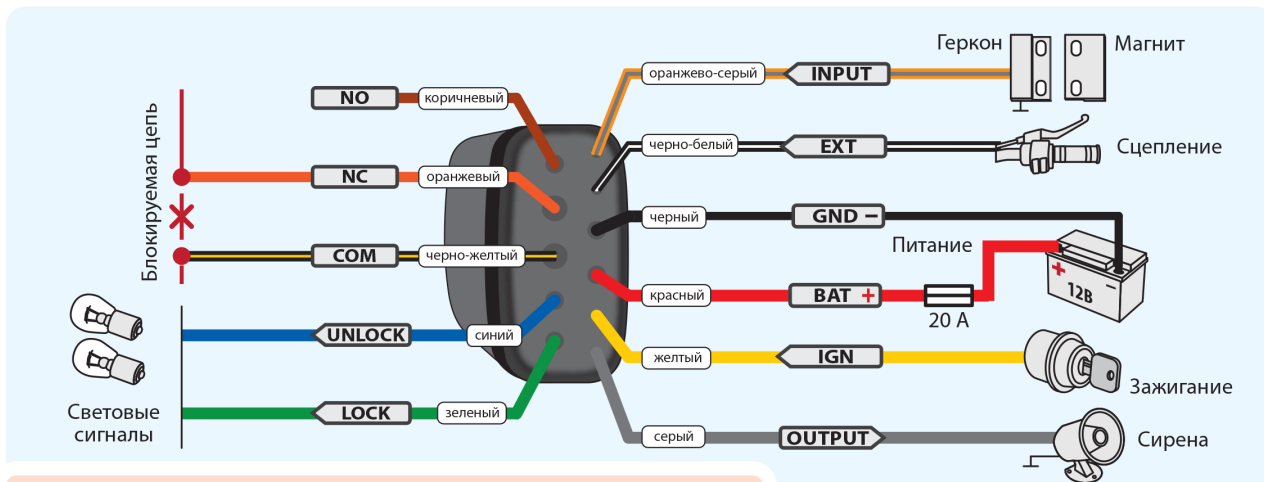 Блокируемая цепь
NO
коричневый
NC
оранжевый
COM
черно-желтый
UNLOCK
синий
LOCK
зеленый
Световые
сигналы
оранжево-серый
INPUT
Геркон
Магнит
черно-белый
EXT
Сцепление
черный
GND −
Питание
красный
BAT +
20 А
+
−
12В
желтый
IGN
Зажигание
серый
OUTPUT
Сирена